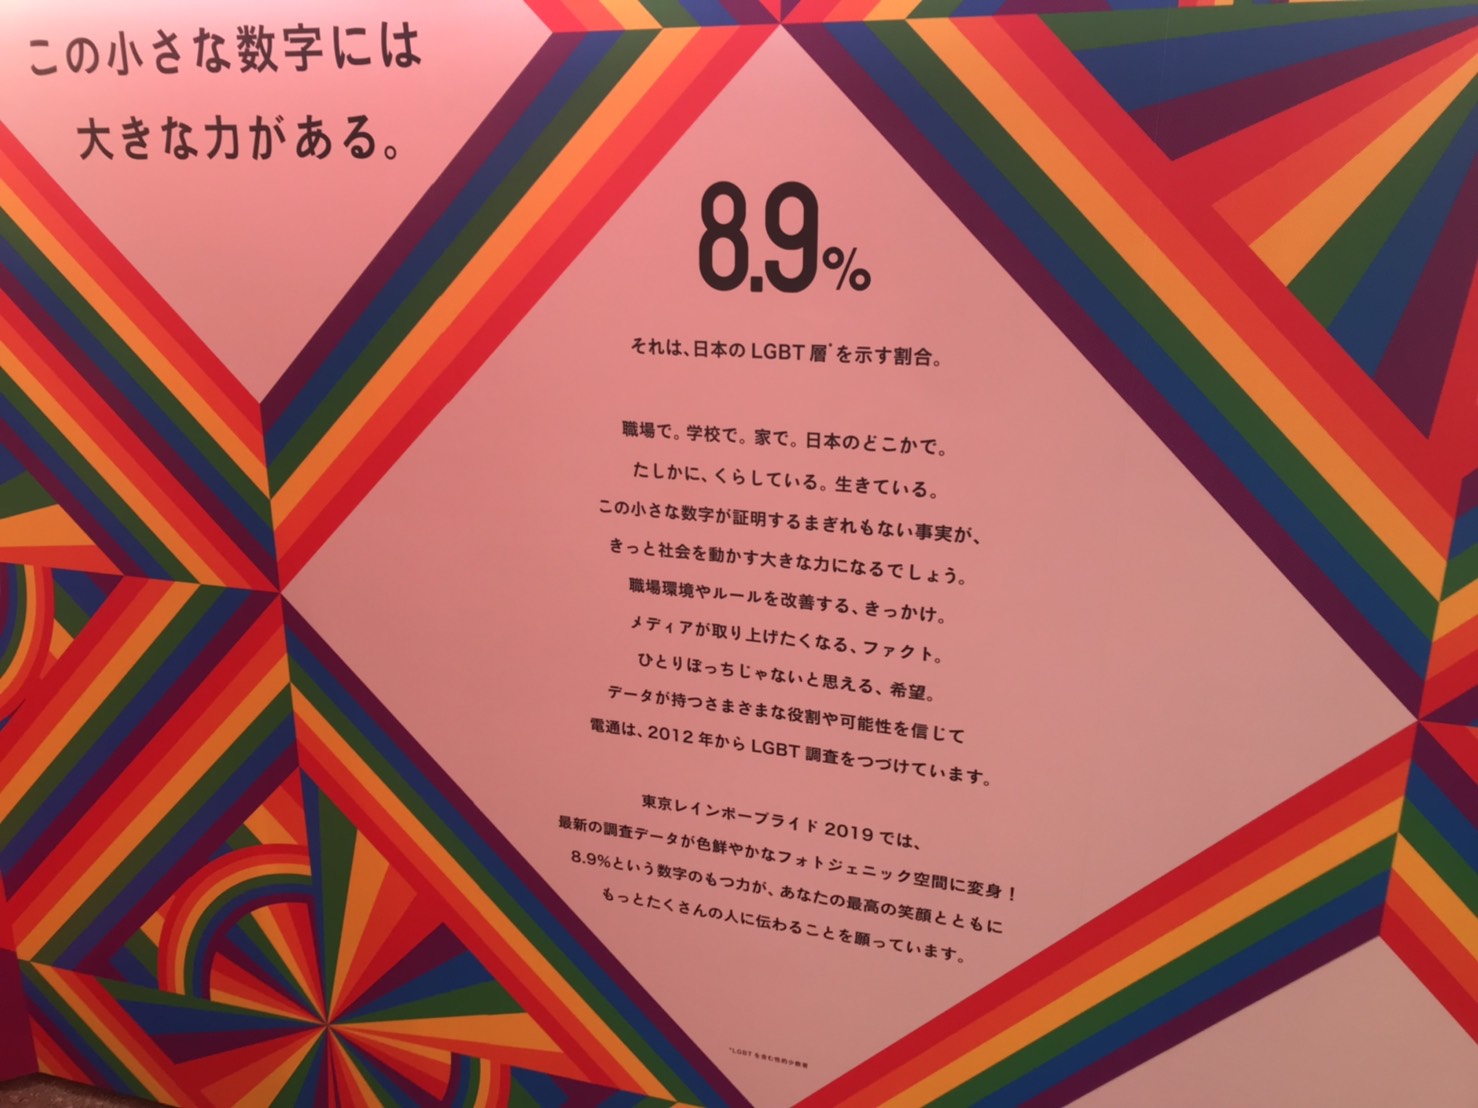 この小さな数字には
大きな力がある。
8.9%
それは、日本のLGBT層*を示す割合。
職場で。学校で。家で。日本のどこかで。
たしかに、くらしている。生きている。
この小さな数字が証明するまぎれもない事実が、
きっと社会を動かす大きな力になるでしょう。
職場環境やルールを改善する、きっかけ。
メディアが取り上げたくなる、ファクト。
ひとりぼっちじゃないと思える、希望。
データが持つさまざまな役割や可能性を信じて
電通は、2012年からLGBT調査をつづけています。
東京レインボープライド2019では、
最新の調査データが色鮮やかなフォトジェニック空間に変身！
8.9%という数字のもつ力が、あなたの最高の笑顔とともに
もっとたくさんの人に伝わることを願っています。
*LGBTを含む性的少数者